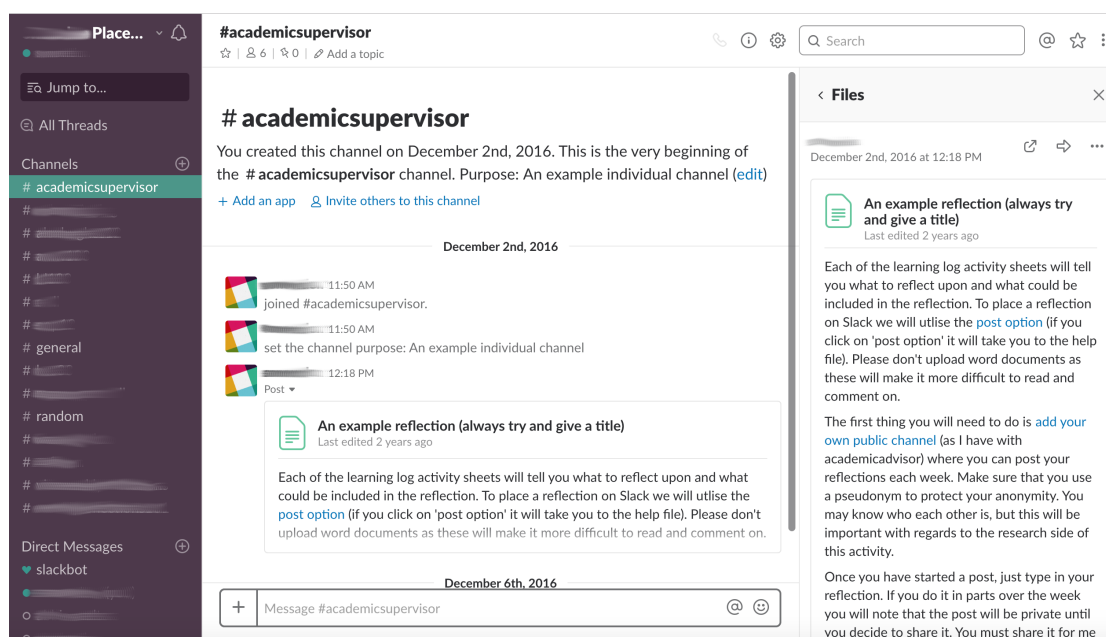 Place...
Jump to...
All Threads
Channels
# academicsupervisor
#
#
#
#
#
#
# general
#
#
# random
#
#
#
#
Direct Messages
slackbot
#academicsupervisor
6 | 0 | Add a topic
Search
# academicsupervisor
You created this channel on December 2nd, 2016. This is the very beginning of
the # academicsupervisor channel. Purpose: An example individual channel (edit)
+ Add an app Invite others to this channel
December 2nd, 2016
11:50 AM
joined #academicsupervisor.
11:50 AM
set the channel purpose: An example individual channel
12:18 PM
Post
An example reflection (always try and give a title)
Last edited 2 years ago
Each of the learning log activity sheets will tell you what to reflect upon and what
could be included in the reflection. To place a reflection on Slack we will utlise the
post option (if you click on 'post option' it will take you to the help file). Please don't
upload word documents as these will make it more difficult to read and comment on.
December 6th, 2016
+ Message #academicsupervisor @
Files
December 2nd, 2016 at 12:18 PM
An example reflection (always try
and give a title)
Last edited 2 years ago
Each of the learning log activity sheets will tell
you what to reflect upon and what could be
included in the reflection. To place a reflection
on Slack we will utlise the post option (if you
click on 'post option' it will take you to the help
file). Please don't upload word documents as
these will make it more difficult to read and
comment on.
The first thing you will need to do is add your
own public channel (as I have with
academicadvisor) where you can post your
reflections each week. Make sure that you use
a pseudonym to protect your anonymity. You
may know who each other is, but this will be
important with regards to the research side of
this activity.
Once you have started a post, just type in your
reflection. If you do it in parts over the week
you will note that the post will be private until
you decide to share it. You must share it for me